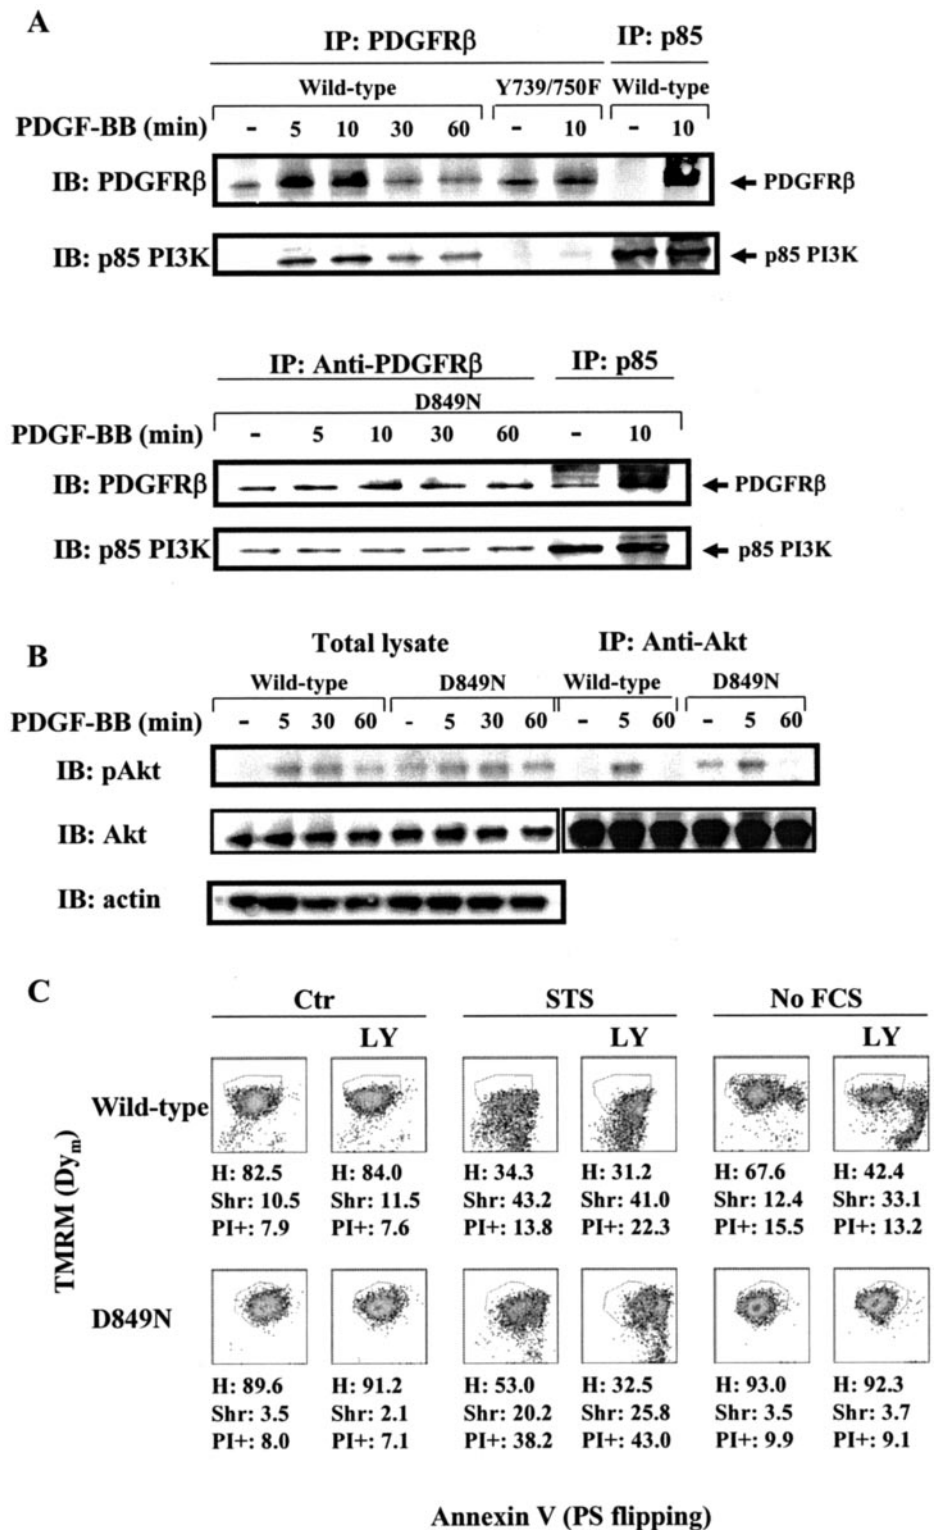 A
IP: PDGFRβ IP: p85
Wild-type Y739/750F Wild-type
PDGF-BB (min) - 5 10 30 60 - 10 - 10
IB: PDGFRβ PDGFRβ
IB: p85 PI3K p85 PI3K
IP: Anti-PDGFRβ IP: p85
D849N
PDGF-BB (min) - 5 10 30 60 - 10
IB: PDGFRβ PDGFRβ
IB: p85 PI3K p85 PI3K
B
Total lysate IP: Anti-Akt
Wild-type D849N Wild-type D849N
PDGF-BB (min) - 5 30 60 - 5 30 60 - 5 60 - 5 60
IB: pAkt
IB: Akt
IB: actin
C
Ctr STS No FCS
LY LY LY
Wild-type
H: 82.5 H: 84.0 H: 34.3 H: 31.2 H: 67.6 H: 42.4
Shr: 10.5 Shr: 11.5 Shr: 43.2 Shr: 41.0 Shr: 12.4 Shr: 33.1
PI+: 7.9 PI+: 7.6 PI+: 13.8 PI+: 22.3 PI+: 15.5 PI+: 13.2
TMRM (Dym)
D849N
H: 89.6 H: 91.2 H: 53.0 H: 32.5 H: 93.0 H: 92.3
Shr: 3.5 Shr: 2.1 Shr: 20.2 Shr: 25.8 Shr: 3.5 Shr: 3.7
PI+: 8.0 PI+: 7.1 PI+: 38.2 PI+: 43.0 PI+: 9.9 PI+: 9.1
Annexin V (PS flipping)